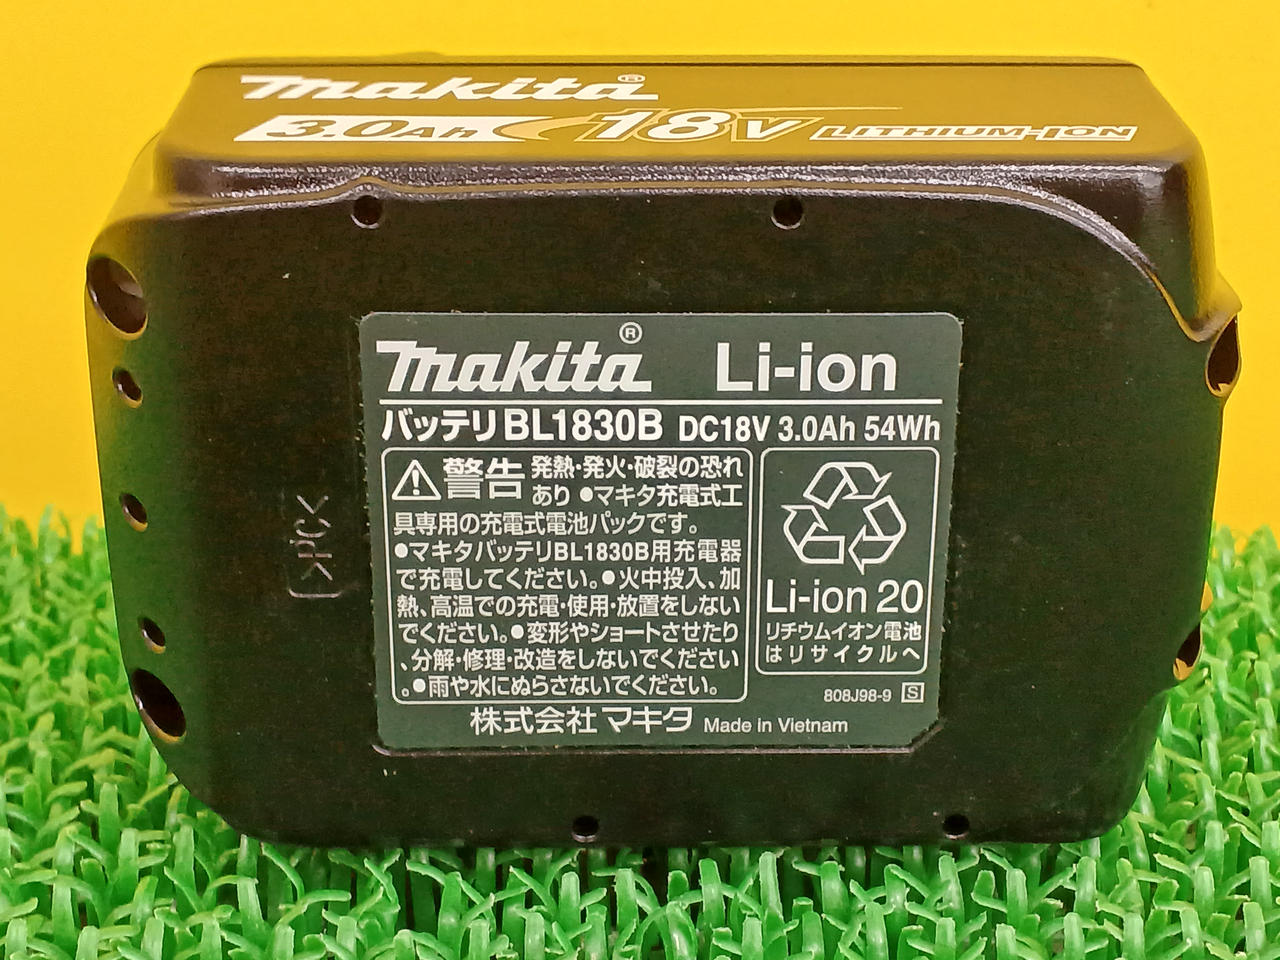 makita®
3.0Ah 18V LITHIUM-ION
makita® Li-ion
バッテリBL1830B DC18V 3.0Ah 54Wh
警告 発熱・発火・破裂の恐れ
あり ●マキタ充電式工
具専用の充電式電池パックです。
●マキタバッテリBL1830B用充電器
で充電してください。●火中投入、加
熱、高温での充電・使用・放置をしない
でください。●変形やショートさせたり
、分解・修理・改造をしないでください
。●雨や水にぬらさないでください。
Li-ion 20
リチウムイオン電池
はリサイクルへ
808J98-9 S
株式会社マキタ Made in Vietnam
>PC<